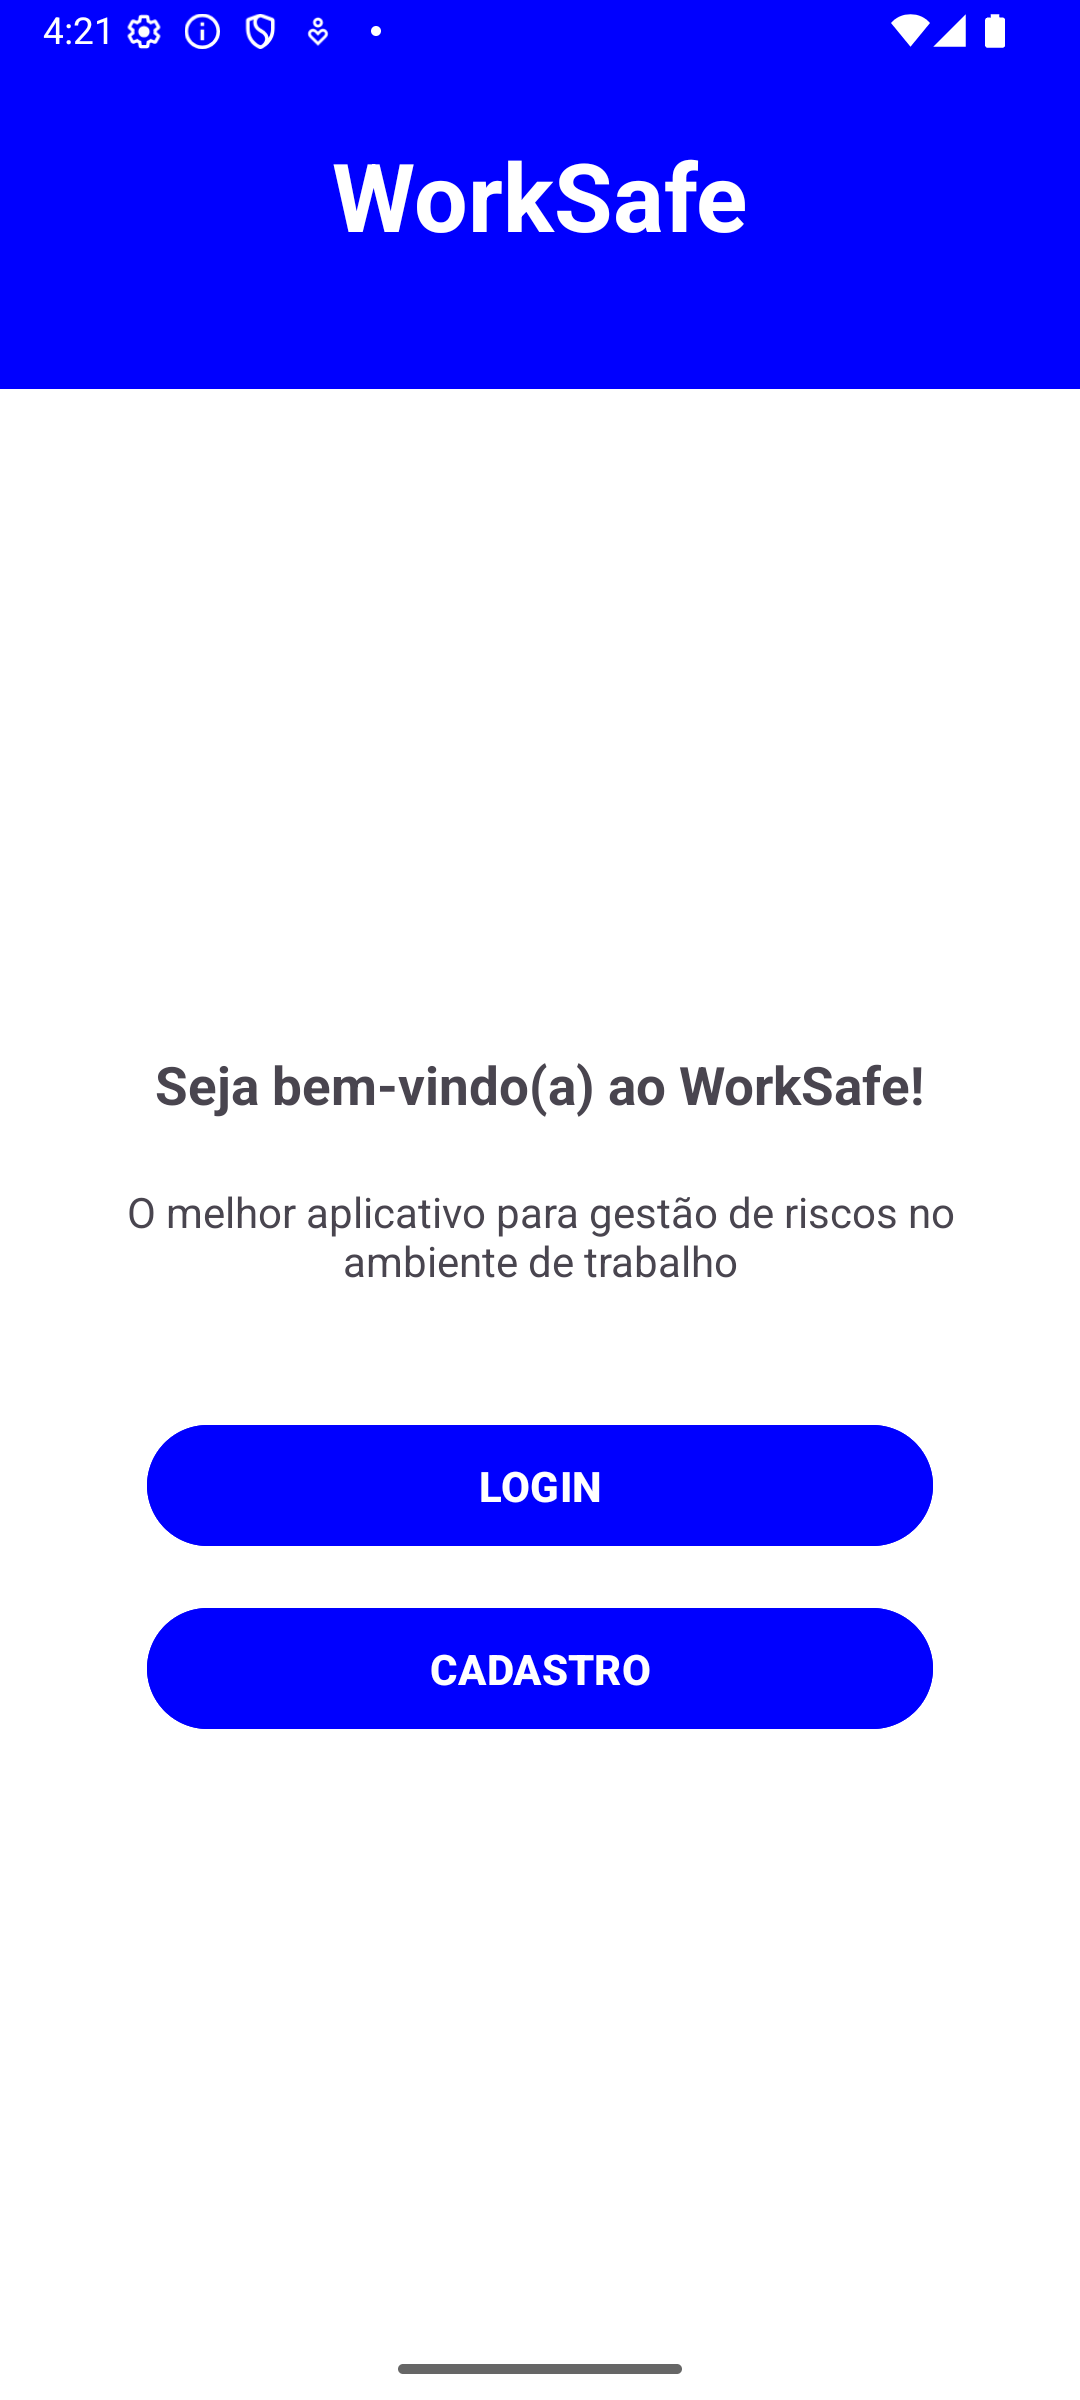 4:21
WorkSafe
Seja bem-vindo(a) ao WorkSafe!
O melhor aplicativo para gestão de riscos no
ambiente de trabalho
LOGIN
CADASTRO